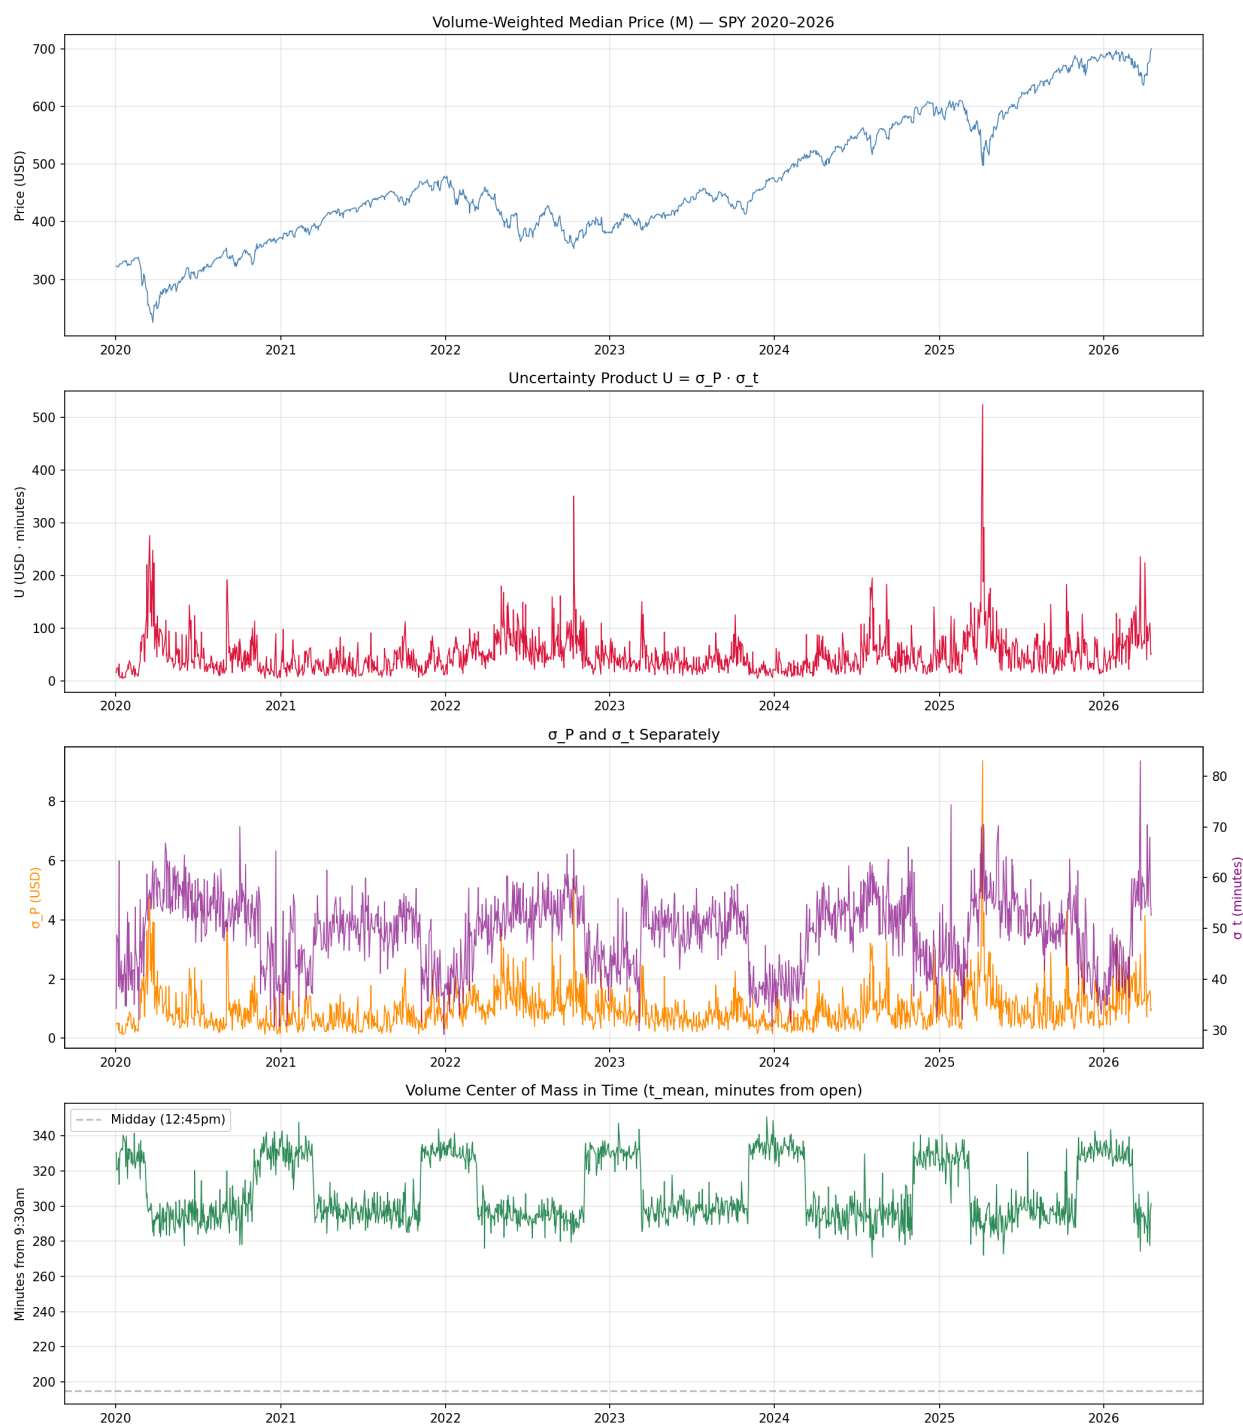 Volume-Weighted Median Price (M) — SPY 2020–2026
Price (USD)
700
600
500
400
300
2020 2021 2022 2023 2024 2025 2026
Uncertainty Product U = σ_P · σ_t
U (USD · minutes)
500
400
300
200
100
0
2020 2021 2022 2023 2024 2025 2026
σ_P and σ_t Separately
σ_P (USD)
8
6
4
2
0
80
70
60
50
40
30
σ_t (minutes)
2020 2021 2022 2023 2024 2025 2026
Volume Center of Mass in Time (t_mean, minutes from open)
Midday (12:45pm)
Minutes from 9:30am
340
320
300
280
260
240
220
200
2020 2021 2022 2023 2024 2025 2026